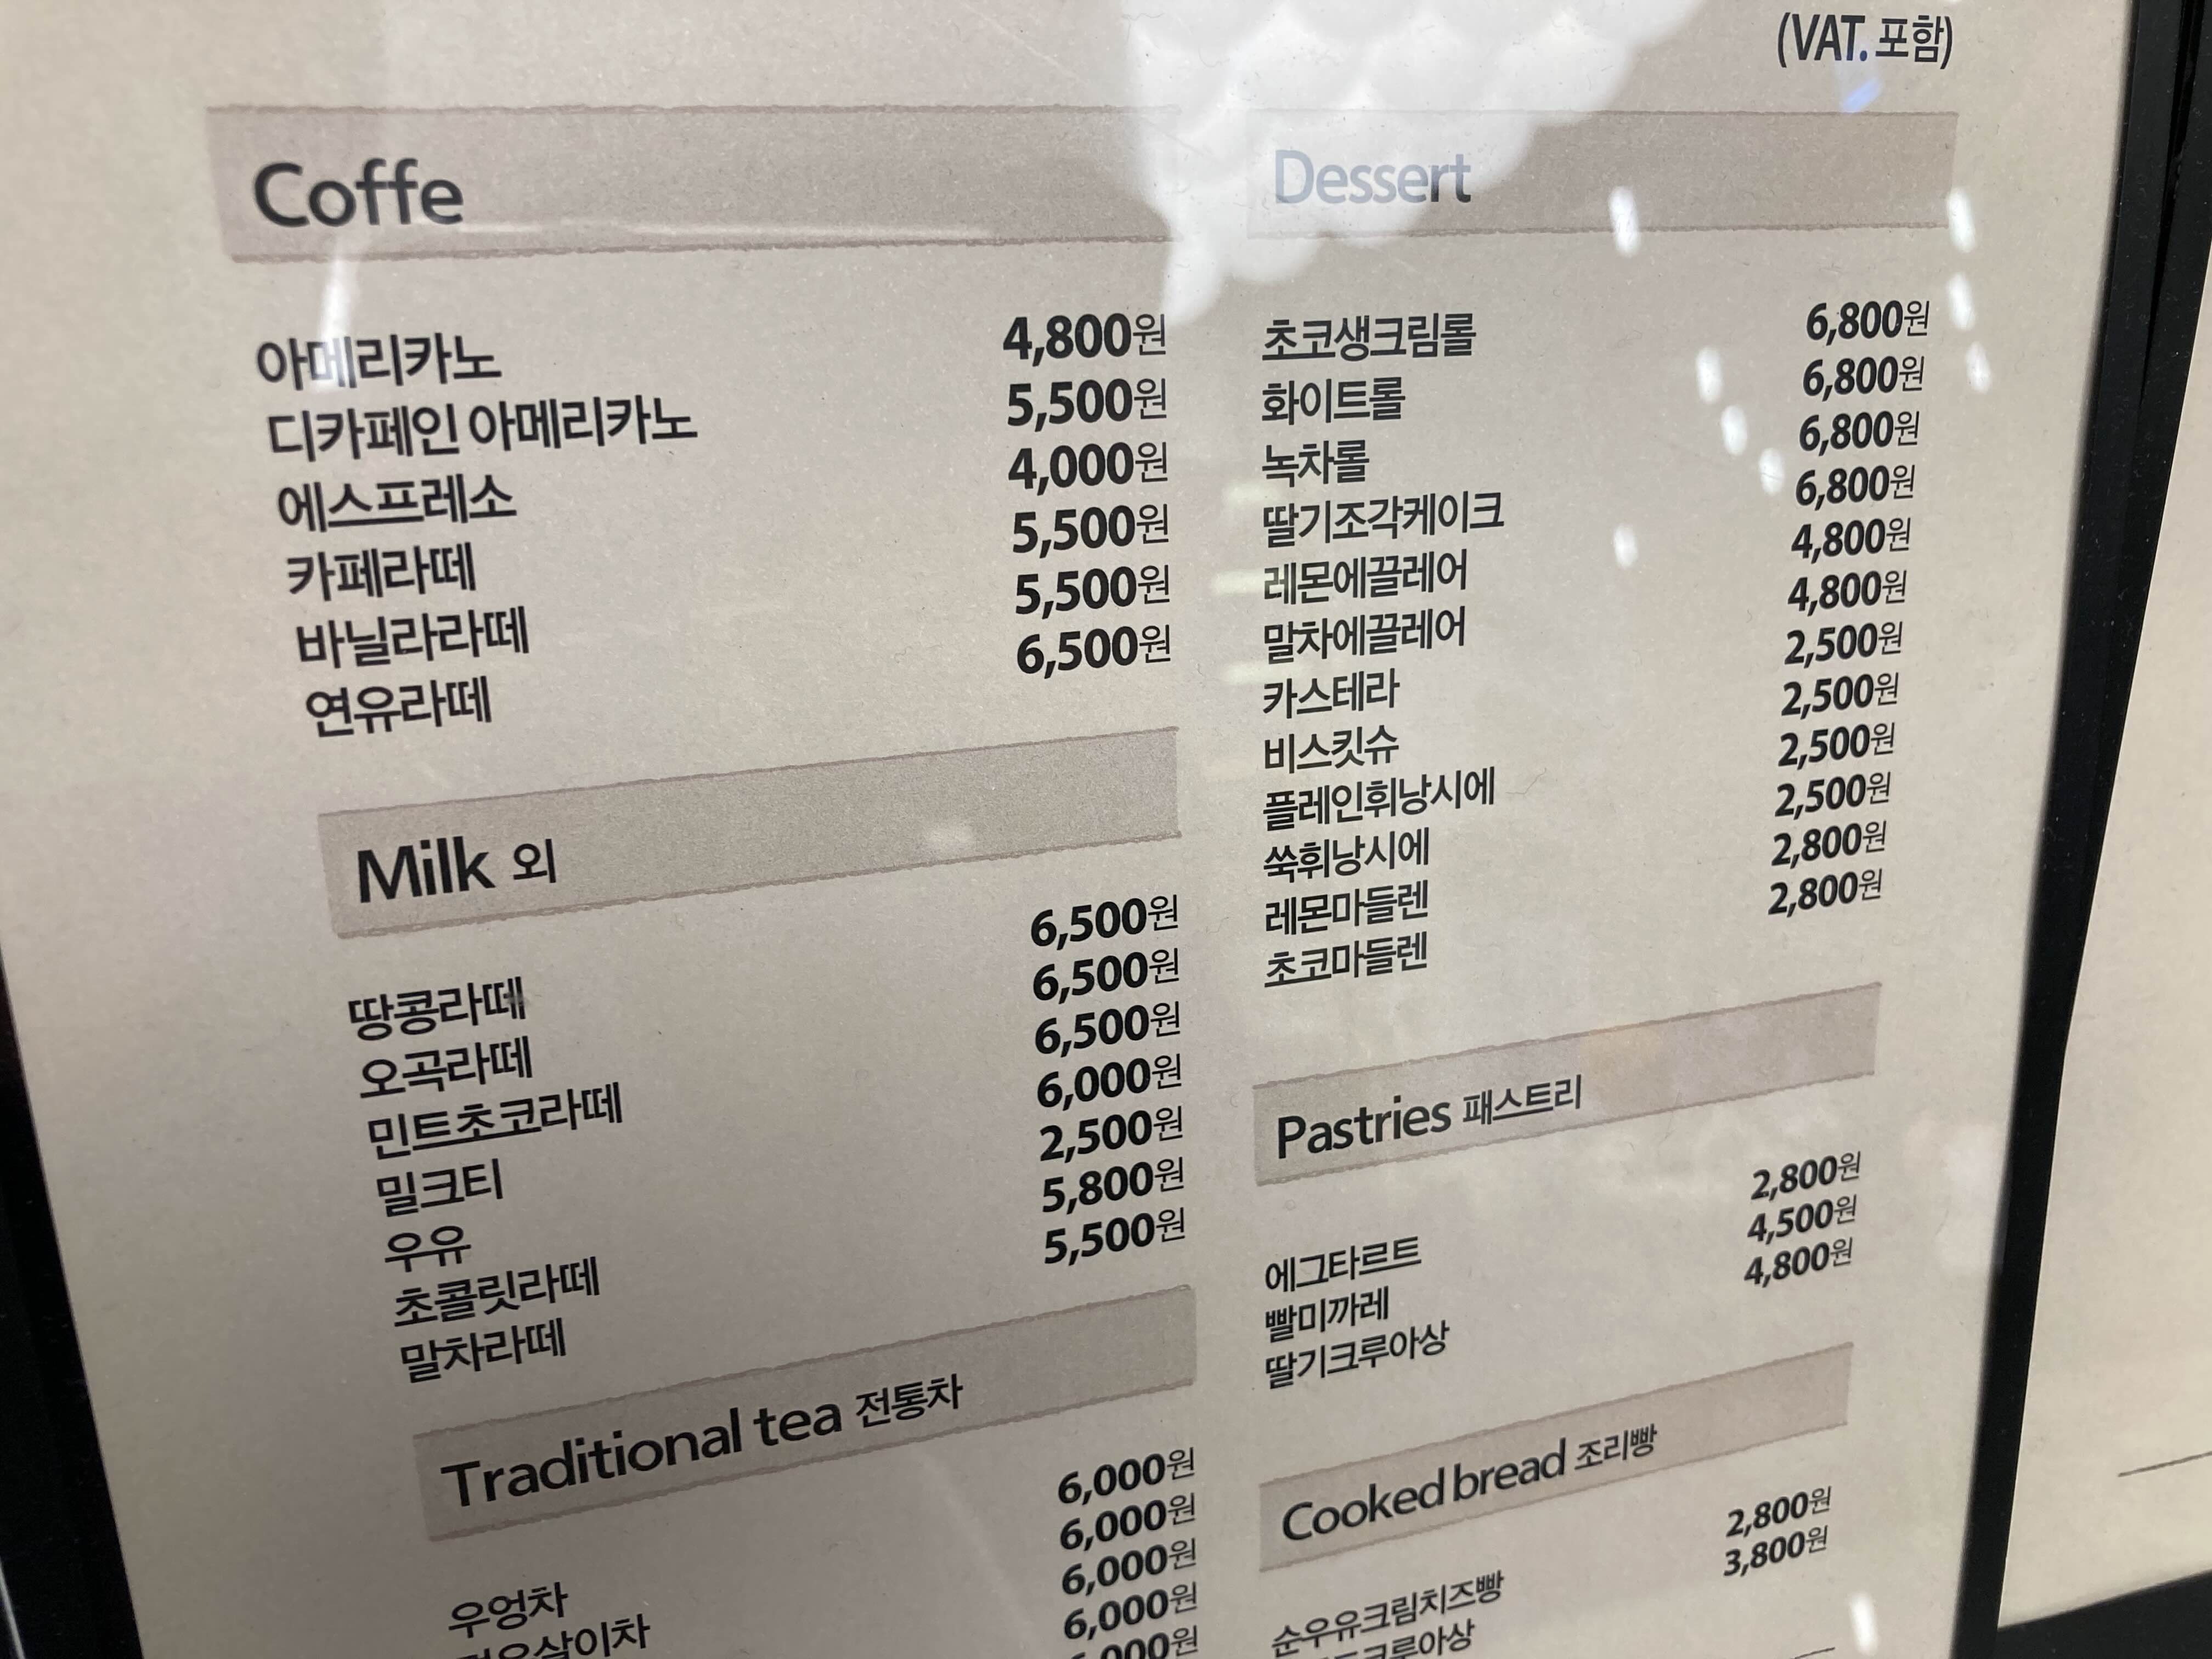 (VAT. 포함)
Coffe
아메리카노 4,800원
디카페인 아메리카노 5,500원
에스프레소 4,000원
카페라떼 5,500원
바닐라라떼 5,500원
연유라떼 6,500원
Milk 외
땅콩라떼 6,500원
오곡라떼 6,500원
민트초코라떼 6,500원
밀크티 6,000원
우유 2,500원
초콜릿라떼 5,800원
말차라떼 5,500원
Traditional tea 전통차
우엉차 6,000원
6,000원
6,000원
6,000원
Dessert
초코생크림롤 6,800원
화이트롤 6,800원
녹차롤 6,800원
딸기조각케이크 6,800원
레몬에끌레어 4,800원
말차에끌레어 4,800원
카스테라 2,500원
비스킷슈 2,500원
플레인휘낭시에 2,500원
쑥휘낭시에 2,500원
레몬마들렌 2,800원
초코마들렌 2,800원
Pastries 패스트리
에그타르트 2,800원
빨미까레 4,500원
딸기크루아상 4,800원
Cooked bread 조리빵
순우유크림치즈빵 2,800원
3,800원